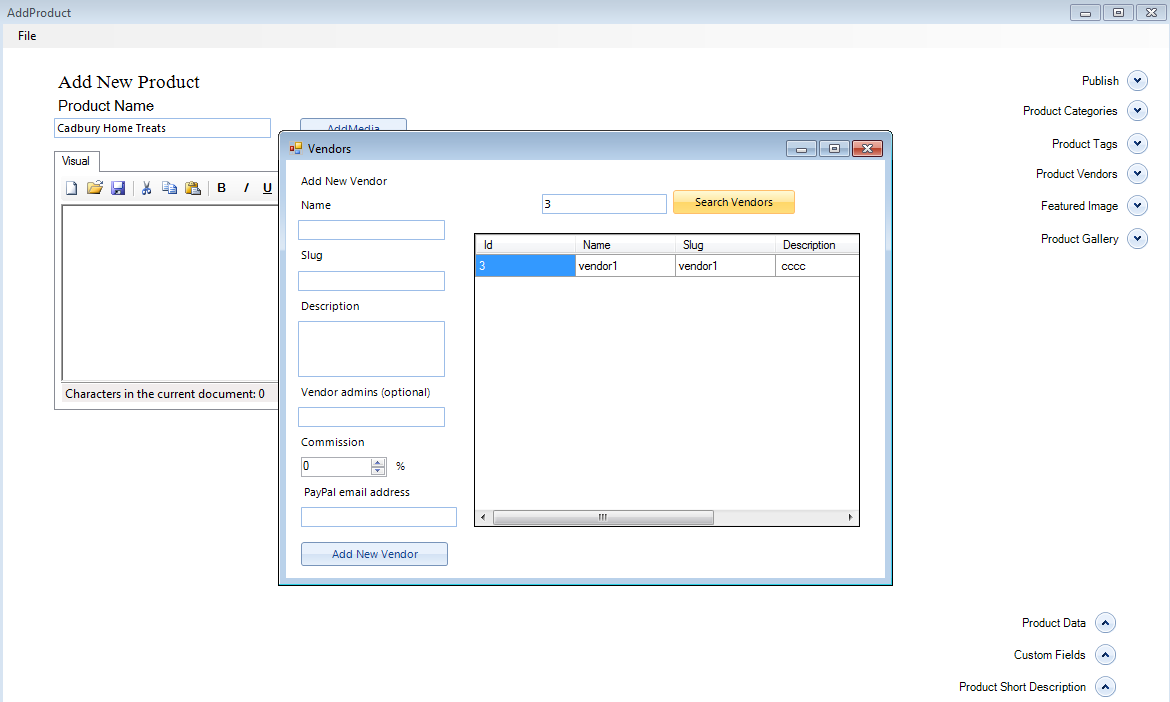 AddProduct
File
Add New Product
Product Name
Cadbury Home Treats
AddMedia
Visual
B I U
Characters in the current document: 0
Vendors
Add New Vendor
Name
Slug
Description
Vendor admins (optional)
Commission
0 %
PayPal email address
Add New Vendor
3 Search Vendors
Id Name Slug Description
3 vendor1 vendor1 cccc
Publish
Product Categories
Product Tags
Product Vendors
Featured Image
Product Gallery
Product Data
Custom Fields
Product Short Description